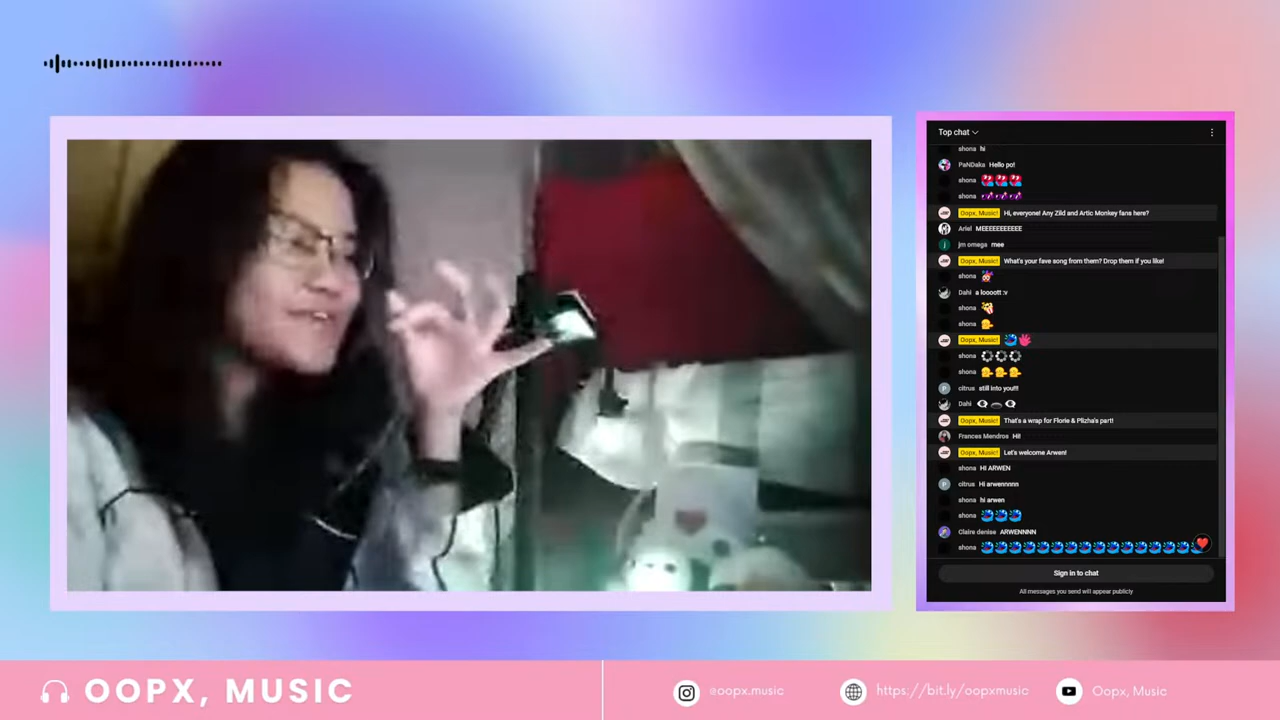 Top chat
shona hi
PaNDaka Hello po!
shona
shona
Oopx, Music! Hi, everyone! Any Zild and Artic Monkey fans here?
Ariel MEEEEEEEEEEE
jm omega mee
Oopx, Music! What's your fave song from them? Drop them if you like!
shona
Dahi a loooott :v
shona
shona
Oopx, Music!
shona
shona
citrus still into you!!!
Dahi
Oopx, Music! That's a wrap for Florie & Plizha's part!
Frances Mendros Hi!
Oopx, Music! Let's welcome Arwen!
shona HI ARWEN
citrus Hi arwennnnn
shona hi arwen
shona
Claire denise ARWENNNN
shona
Sign in to chat
All messages you send will appear publicly
OOPX, MUSIC
@oopx.music
https://bit.ly/oopxmusic
Oopx, Music